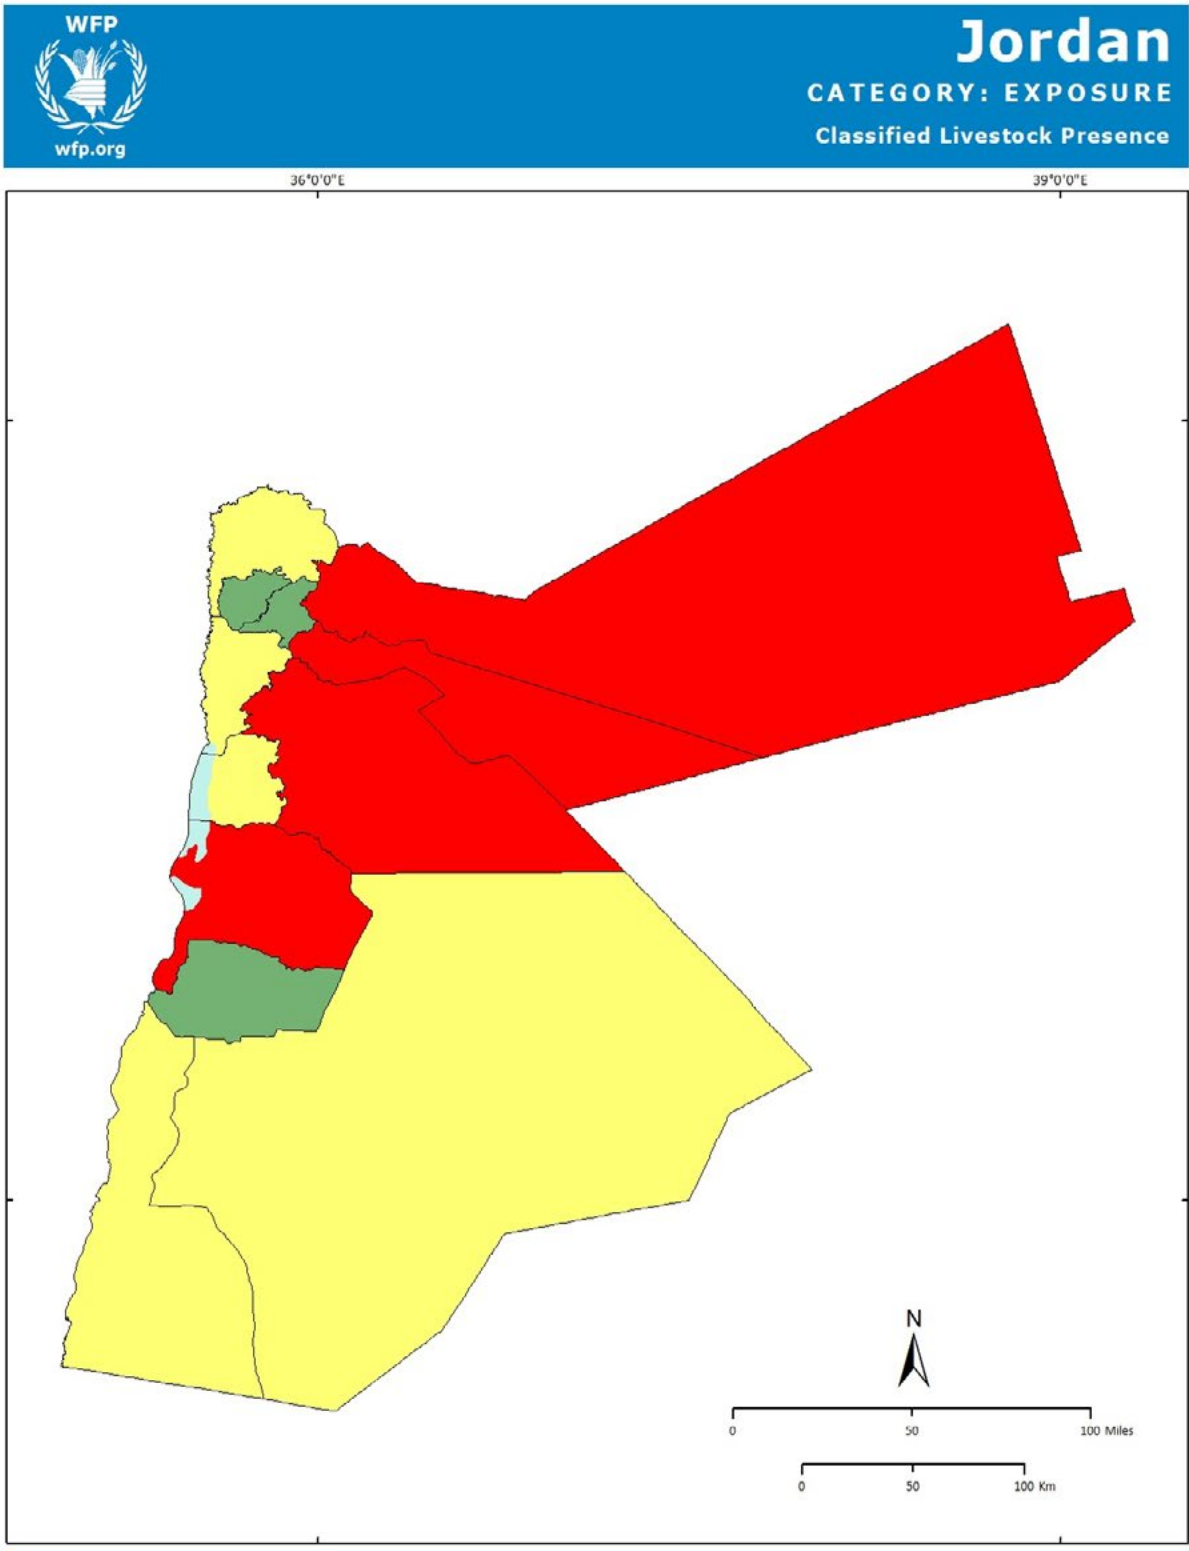 WFP
wfp.org
Jordan
CATEGORY: EXPOSURE
Classified Livestock Presence
36°0'0"E
39°0'0"E
N
0 50 100 Miles
0 50 100 Km